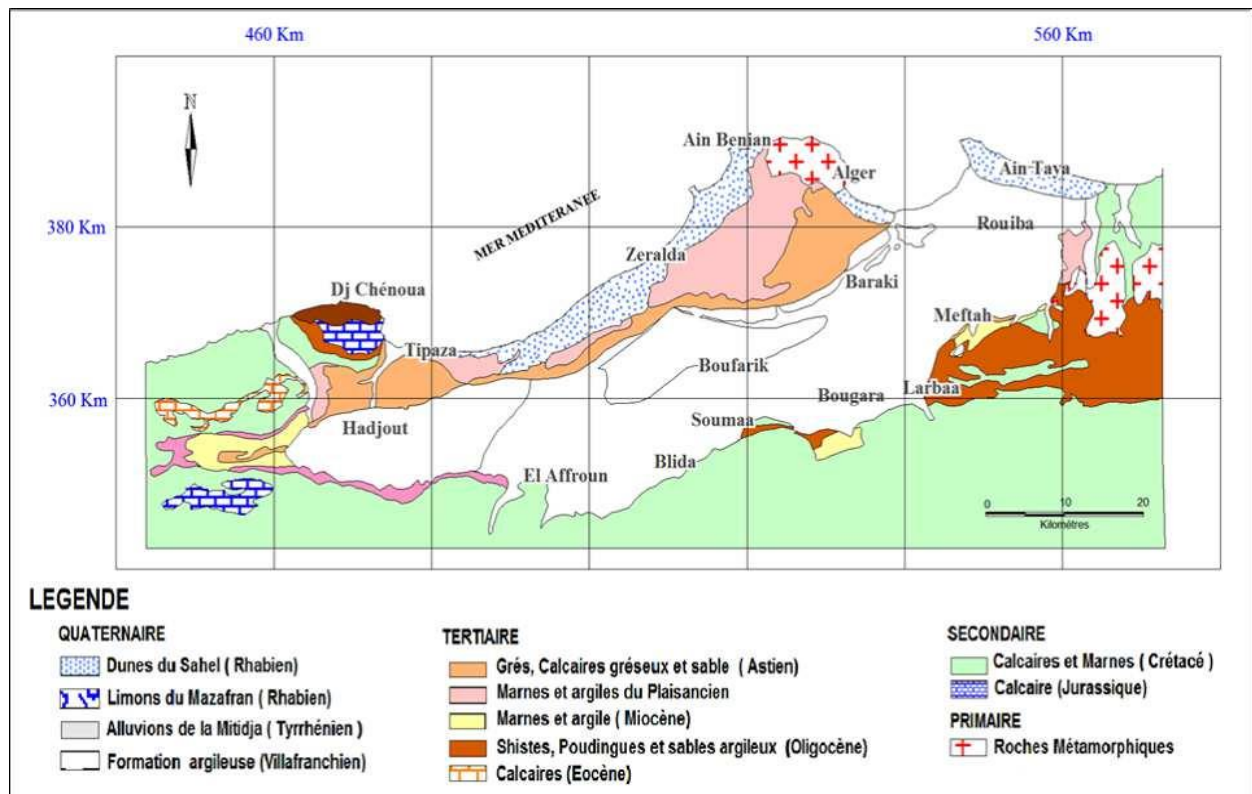 460 Km
560 Km
N
Ain Benian
Alger
Ain Taya
380 Km
MER MEDITERANEE
Rouiba
Zeralda
Baraki
Dj Chénoua
Meftah
Tipaza
Boufarik
360 Km
Bougara
Larbaa
Hadjout
Soumaa
Blida
El Affroun
0 10 20
Kilométres
LEGENDE
QUATERNAIRE
Dunes du Sahel ( Rhabien)
Limons du Mazafran ( Rhabien)
Alluvions de la Mitidja ( Tyrrhénien )
Formation argileuse (Villafranchien)
TERTIAIRE
Grés, Calcaires gréseux et sable ( Astien)
Marnes et argiles du Plaisancien
Marnes et argile ( Miocène)
Shistes, Poudingues et sables argileux (Oligocène)
Calcaires (Eocène)
SECONDAIRE
Calcaires et Marnes ( Crétacé )
Calcaire (Jurassique)
PRIMAIRE
Roches Métamorphiques